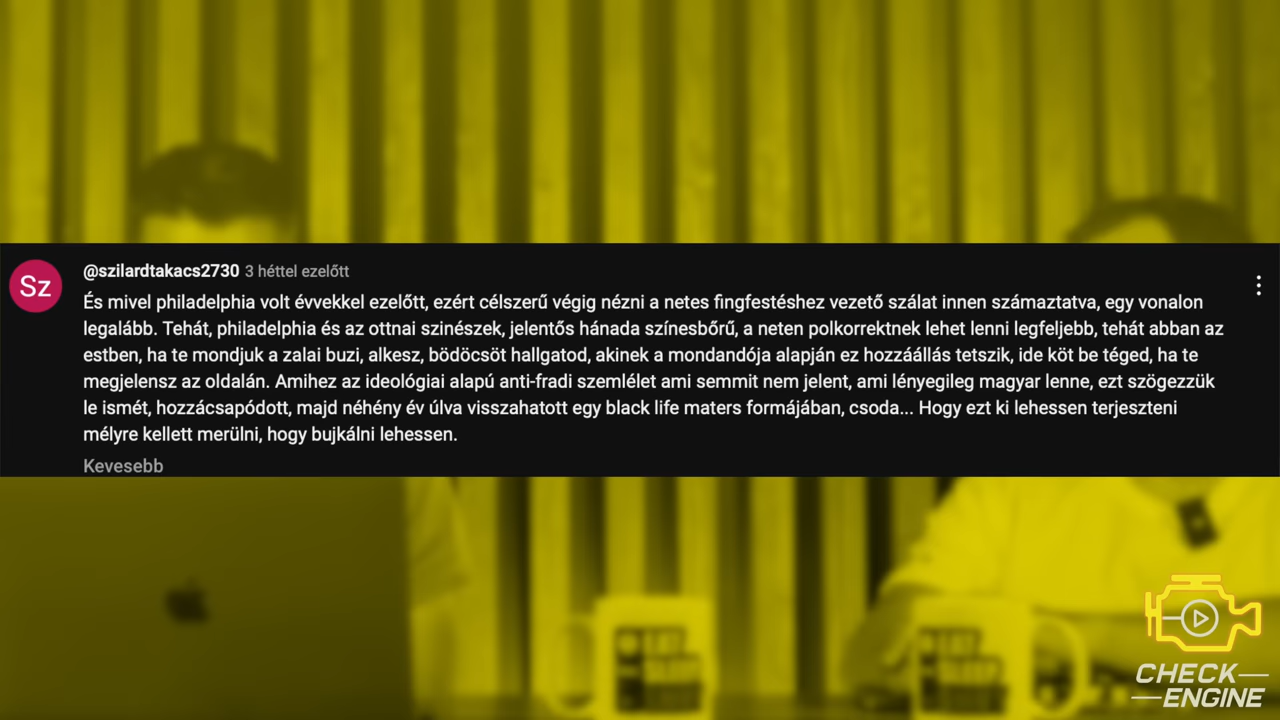 @szilardtakacs2730 3 héttel ezelőtt
Sz
És mivel philadelphia volt évvekkel ezelőtt, ezért célszerű végig nézni a netes fingfestéshez vezető szálat innen számaztatva, egy vonalon
legalább. Tehát, philadelphia és az ottnai szinészek, jelentős hánada színesbőrű, a neten polkorrektnek lehet lenni legfeljebb, tehát abban az
estben, ha te mondjuk a zalai buzi, alkesz, bödöcsöt hallgatod, akinek a mondandója alapján ez hozzáállás tetszik, ide köt be téged, ha te
megjelensz az oldalán. Amihez az ideológiai alapú anti-fradi szemlélet ami semmit nem jelent, ami lényegileg magyar lenne, ezt szögezzük
le ismét, hozzácsapódott, majd néhény év úlva visszahatott egy black life maters formájában, csoda... Hogy ezt ki lehessen terjeszteni
mélyre kellett merülni, hogy bujkálni lehessen.
Kevesebb
EAT
SLEEP
EAT
SLEEP
CHECK
ENGINE